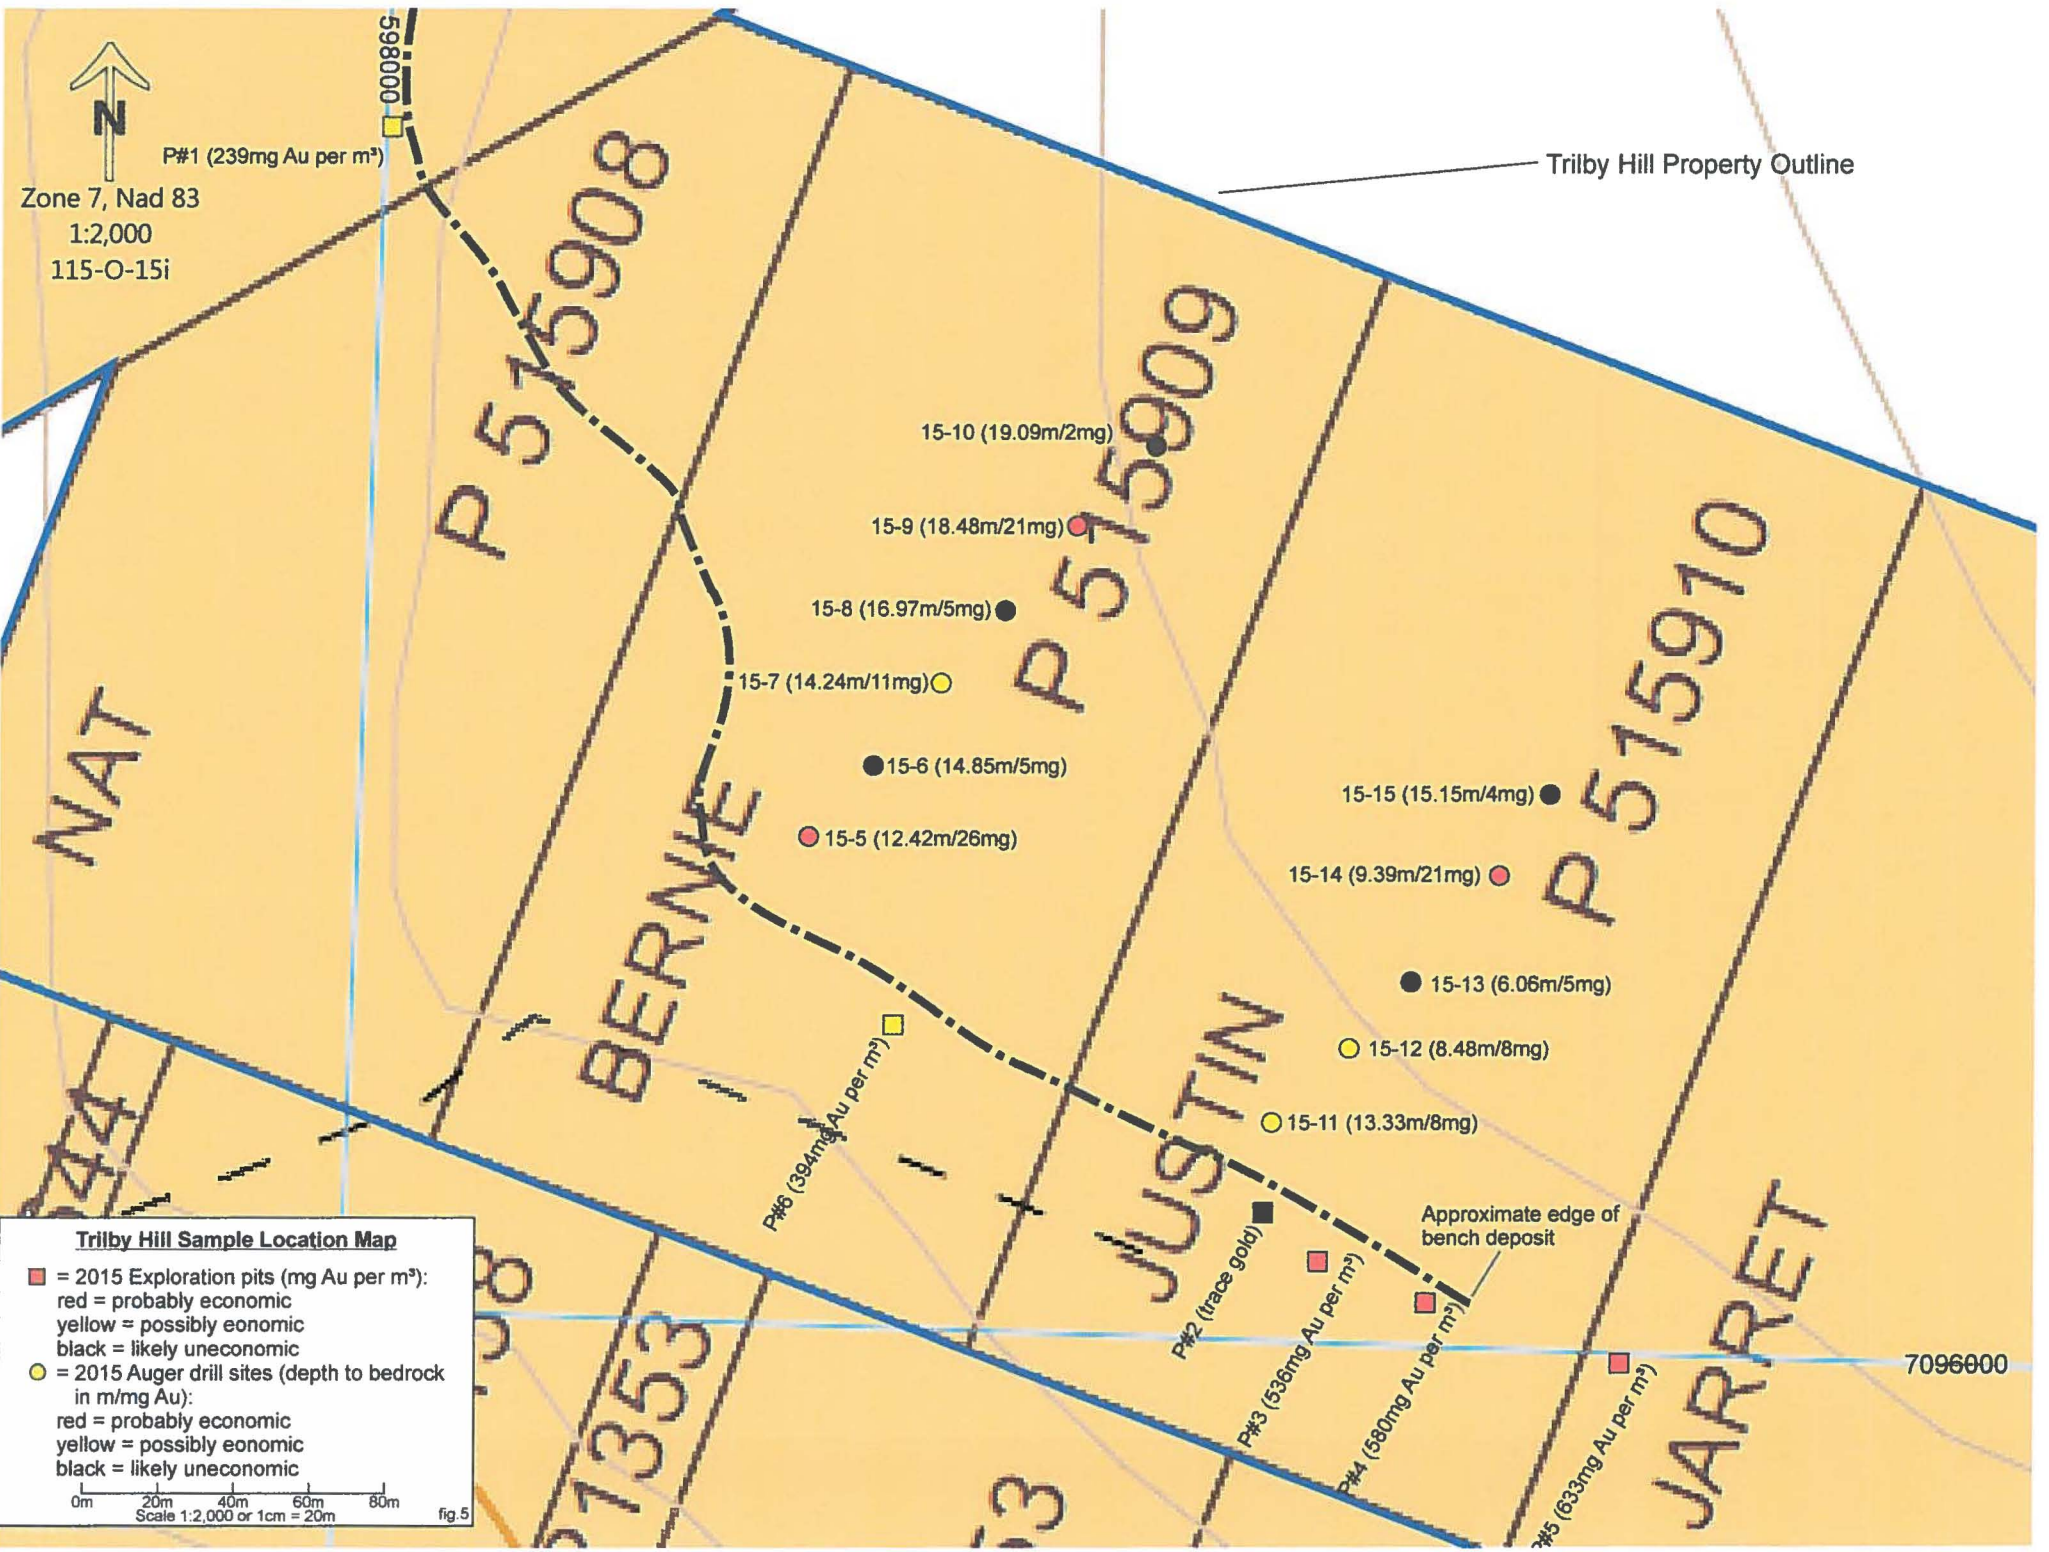 598000
N
P#1 (239mg Au per m³)
Zone 7, Nad 83
1:2,000
115-O-15i
Trilby Hill Property Outline
P 515908
P 515909
P 515910
15-10 (19.09m/2mg)
15-9 (18.48m/21mg)
15-8 (16.97m/5mg)
15-7 (14.24m/11mg)
15-6 (14.85m/5mg)
15-5 (12.42m/26mg)
15-15 (15.15m/4mg)
15-14 (9.39m/21mg)
15-13 (6.06m/5mg)
15-12 (8.48m/8mg)
15-11 (13.33m/8mg)
NAT
BERNIE
JUSTIN
JARRET
P#6 (394mg Au per m³)
P#2 (trace gold)
P#3 (536mg Au per m³)
P#4 (580mg Au per m³)
P#5 (633mg Au per m³)
Approximate edge of
bench deposit
7096000
Trilby Hill Sample Location Map
= 2015 Exploration pits (mg Au per m³):
red = probably economic
yellow = possibly eonomic
black = likely uneconomic
= 2015 Auger drill sites (depth to bedrock
in m/mg Au):
red = probably economic
yellow = possibly eonomic
black = likely uneconomic
0m 20m 40m 60m 80m
Scale 1:2,000 or 1cm = 20m
fig.5